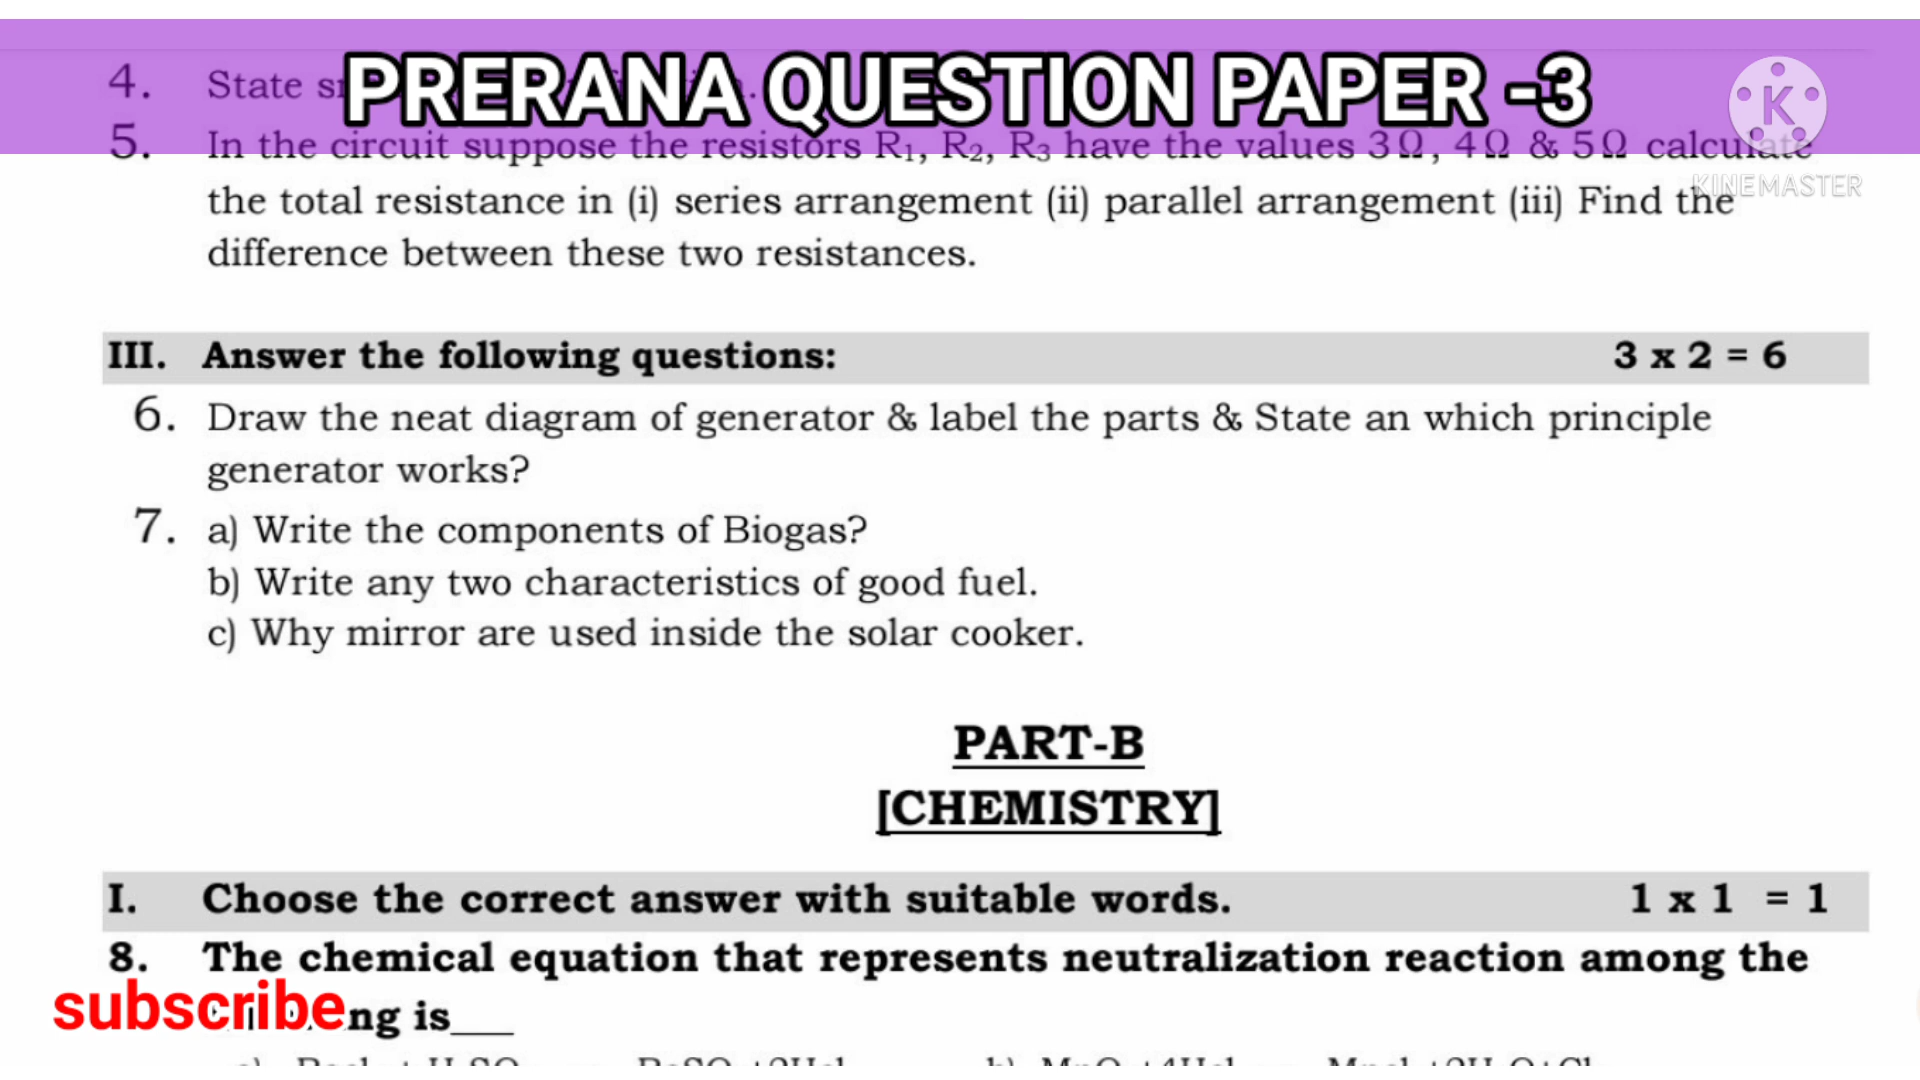 PRERANA QUESTION PAPER -3
4. State
5. In the circuit suppose the resistors R₁, R₂, R₃ have the values 3Ω, 4Ω & 5Ω calculate
KINEMASTER
the total resistance in (i) series arrangement (ii) parallel arrangement (iii) Find the
difference between these two resistances.
III. Answer the following questions: 3 x 2 = 6
6. Draw the neat diagram of generator & label the parts & State an which principle
generator works?
7. a) Write the components of Biogas?
b) Write any two characteristics of good fuel.
c) Why mirror are used inside the solar cooker.
PART-B
[CHEMISTRY]
I. Choose the correct answer with suitable words. 1 x 1 = 1
8. The chemical equation that represents neutralization reaction among the
subscribe
is___